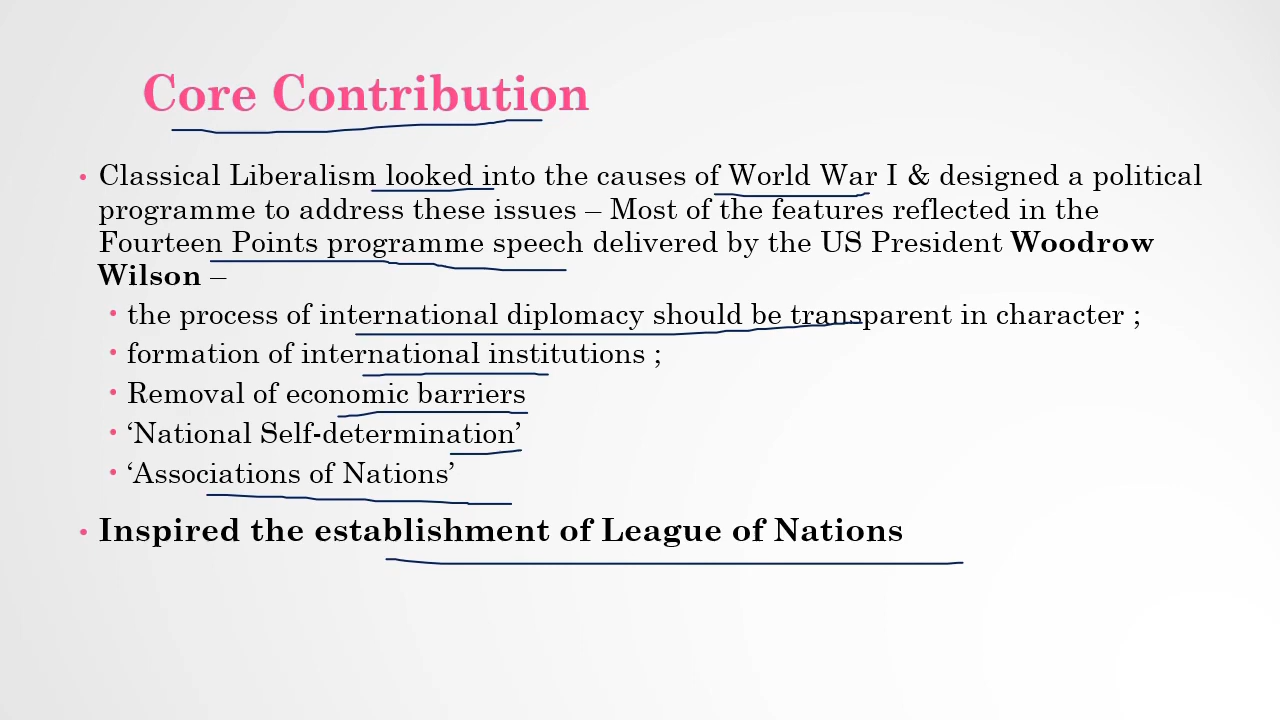 Core Contribution
• Classical Liberalism looked into the causes of World War I & designed a political
programme to address these issues – Most of the features reflected in the
Fourteen Points programme speech delivered by the US President Woodrow
Wilson –
• the process of international diplomacy should be transparent in character ;
• formation of international institutions ;
• Removal of economic barriers
• ‘National Self-determination’
• ‘Associations of Nations’
• Inspired the establishment of League of Nations